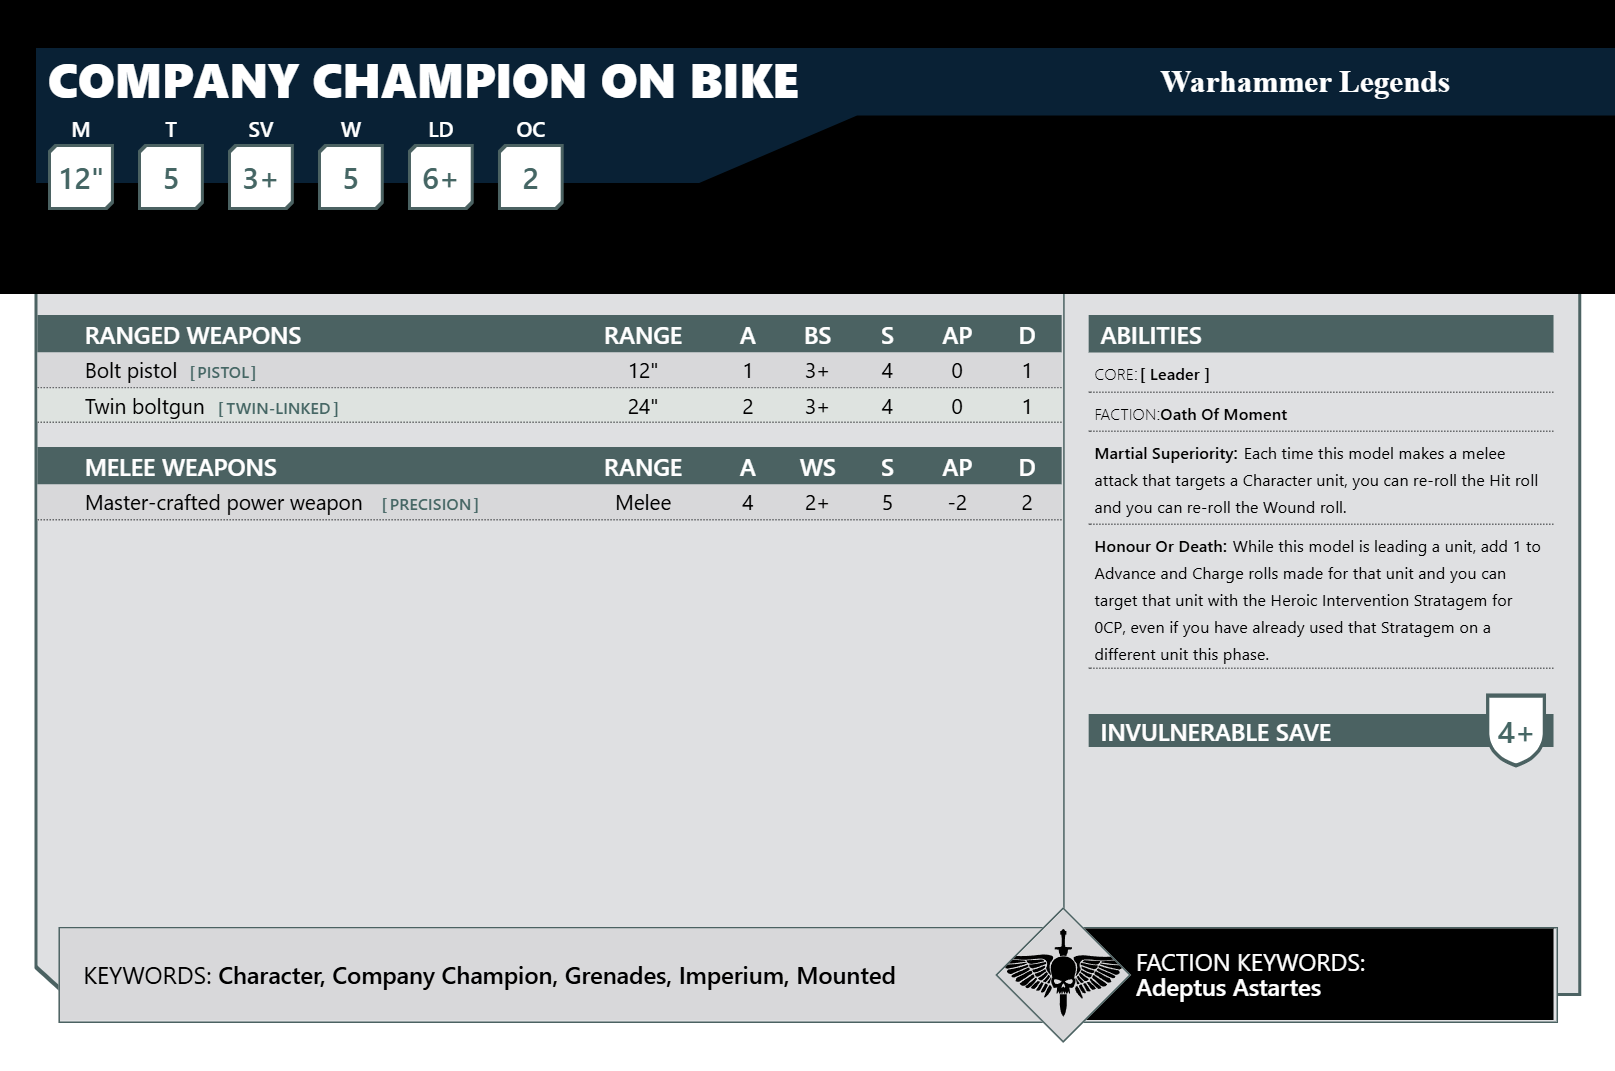 COMPANY CHAMPION ON BIKE
Warhammer Legends
M T SV W LD OC
12" 5 3+ 5 6+ 2
RANGED WEAPONS RANGE A BS S AP D
Bolt pistol [PISTOL] 12" 1 3+ 4 0 1
Twin boltgun [TWIN-LINKED] 24" 2 3+ 4 0 1
MELEE WEAPONS RANGE A WS S AP D
Master-crafted power weapon [PRECISION] Melee 4 2+ 5 -2 2
ABILITIES
CORE:[ Leader ]
FACTION:Oath Of Moment
Martial Superiority: Each time this model makes a melee
attack that targets a Character unit, you can re-roll the Hit roll
and you can re-roll the Wound roll.
Honour Or Death: While this model is leading a unit, add 1 to
Advance and Charge rolls made for that unit and you can
target that unit with the Heroic Intervention Stratagem for
0CP, even if you have already used that Stratagem on a
different unit this phase.
INVULNERABLE SAVE 4+
KEYWORDS: Character, Company Champion, Grenades, Imperium, Mounted
FACTION KEYWORDS:
Adeptus Astartes